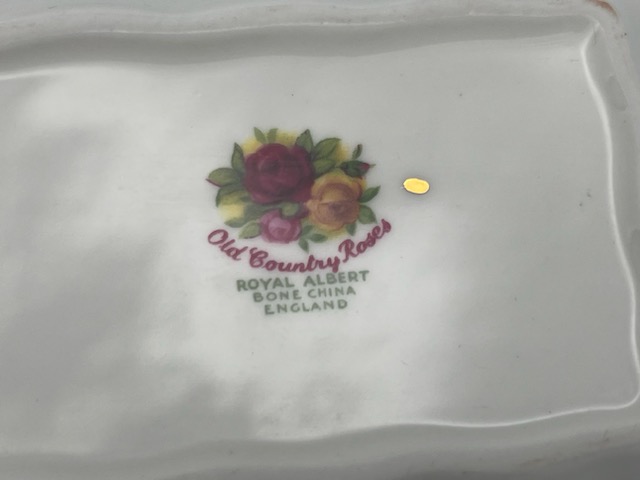 Old Country Roses
ROYAL ALBERT
BONE CHINA
ENGLAND